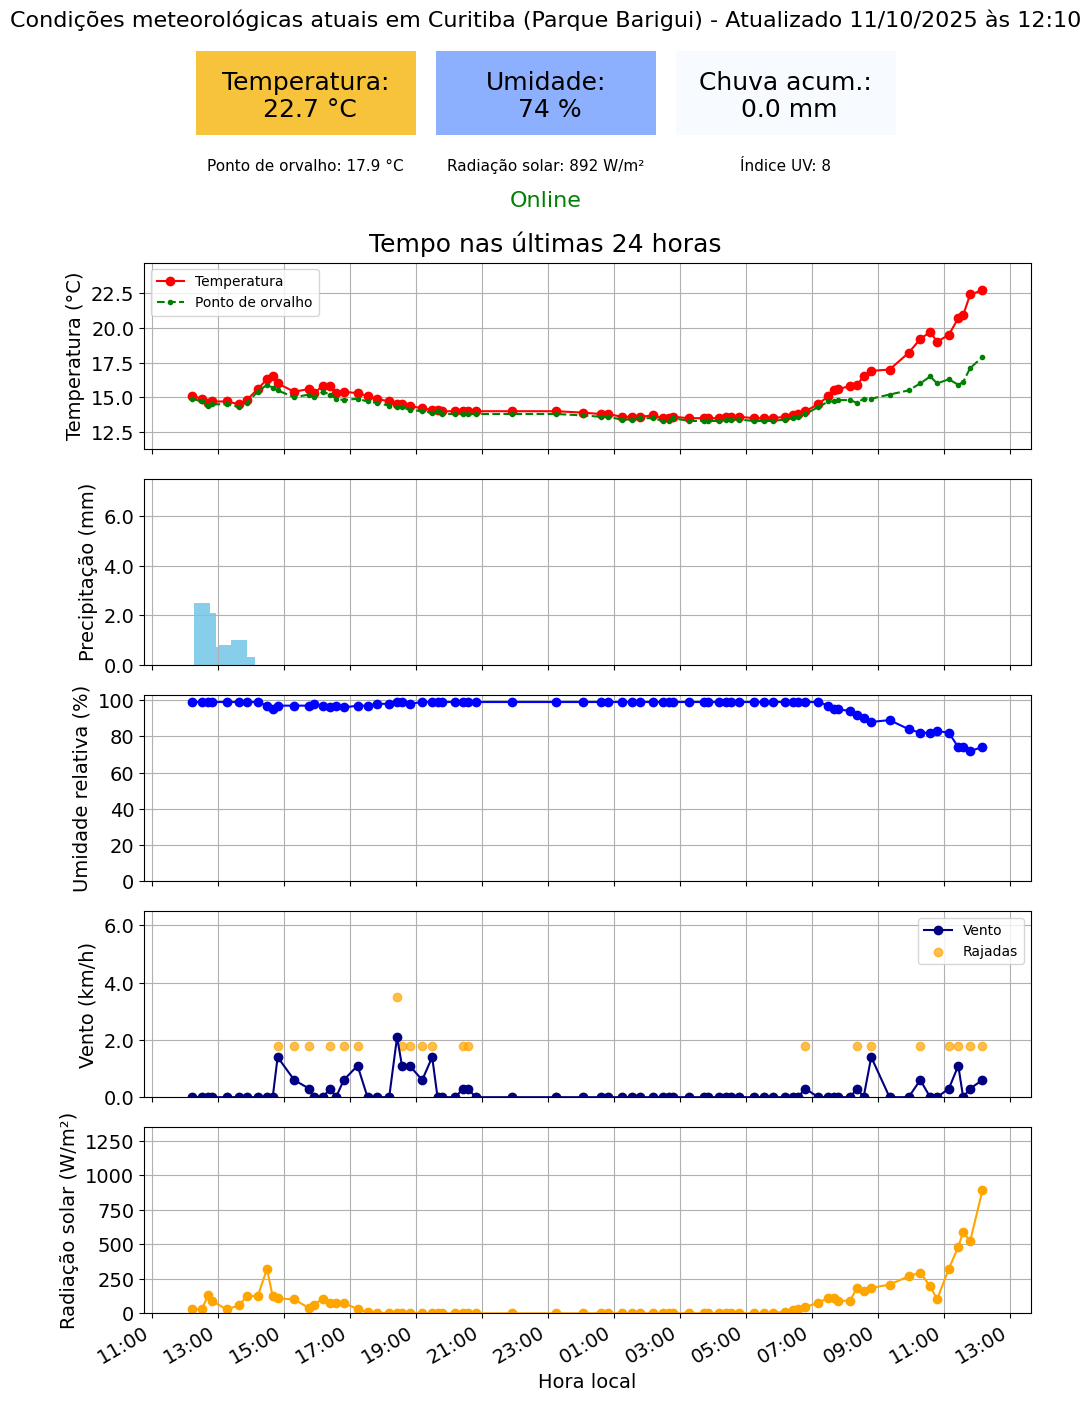 Condições meteorológicas atuais em Curitiba (Parque Barigui) - Atualizado 11/10/2025 às 12:10
Temperatura:
22.7 °C
Umidade:
74 %
Chuva acum.:
0.0 mm
Ponto de orvalho: 17.9 °C
Radiação solar: 892 W/m²
Índice UV: 8
Online
Tempo nas últimas 24 horas
Temperatura (°C)
22.5
20.0
17.5
15.0
12.5
Temperatura
Ponto de orvalho
Precipitação (mm)
6.0
4.0
2.0
0.0
Umidade relativa (%)
100
80
60
40
20
0
Vento (km/h)
6.0
4.0
2.0
0.0
Vento
Rajadas
Radiação solar (W/m²)
1250
1000
750
500
250
0
11:00
13:00
15:00
17:00
19:00
21:00
23:00
01:00
03:00
05:00
07:00
09:00
11:00
13:00
Hora local